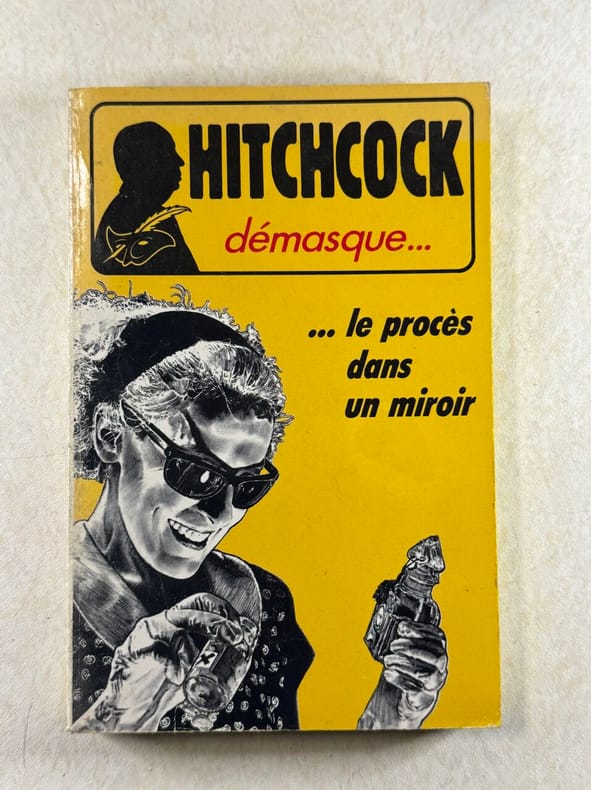 HITCHCOCK
démasque...
... le procès
dans
un miroir